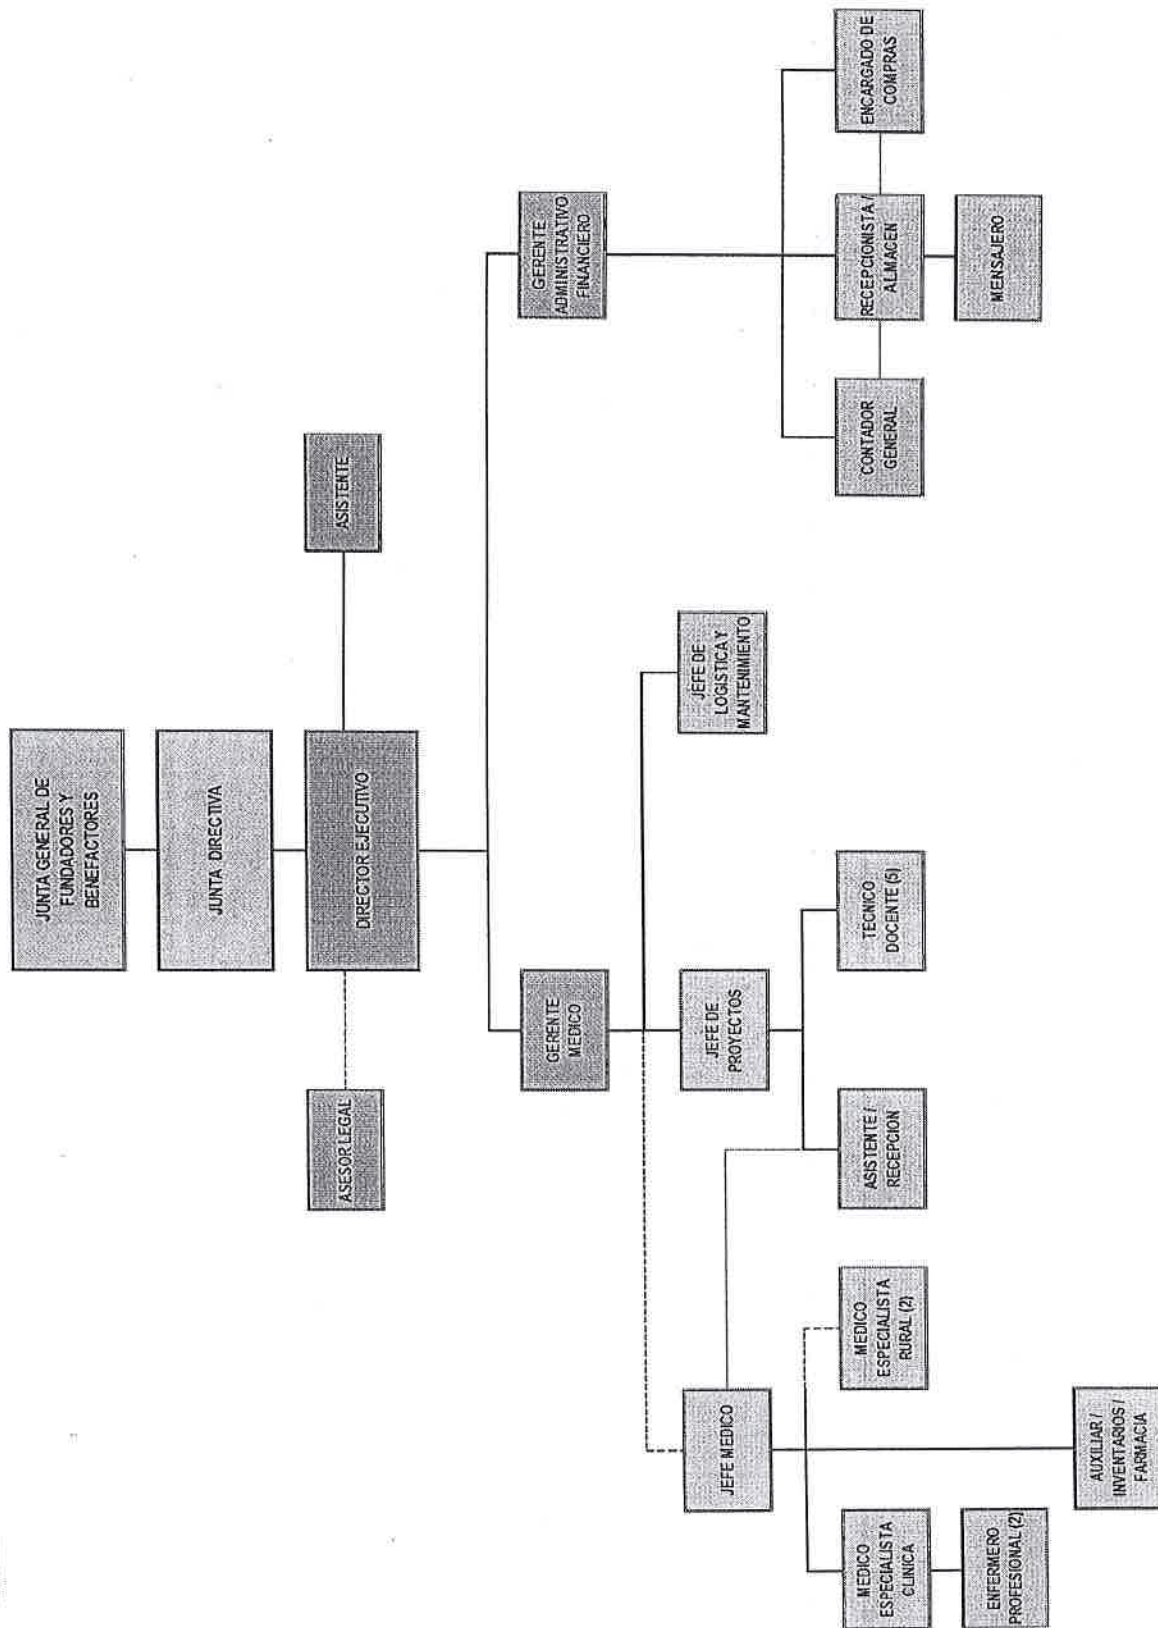 JUNTA GENERAL DE
FUNDADORES Y
BENEFACTORES
JUNTA DIRECTIVA
ASESOR LEGAL
DIRECTOR EJECUTIVO
ASISTENTE
GERENTE
MEDICO
GERENTE
ADMINISTRATIVO
FINANCIERO
JEFE MEDICO
JEFE DE
PROYECTOS
JEFE DE
LOGISTICA Y
MANTENIMIENTO
MEDICO
ESPECIALISTA
CLINICA
MEDICO
ESPECIALISTA
RURAL (2)
ASISTENTE /
RECEPCION
TECNICO
DOCENTE (5)
CONTADOR
GENERAL
RECEPCIONISTA /
ALMACEN
ENCARGADO DE
COMPRAS
ENFERMERO
PROFESIONAL (2)
MENSAJERO
AUXILIAR /
INVENTARIOS /
FARMACIA